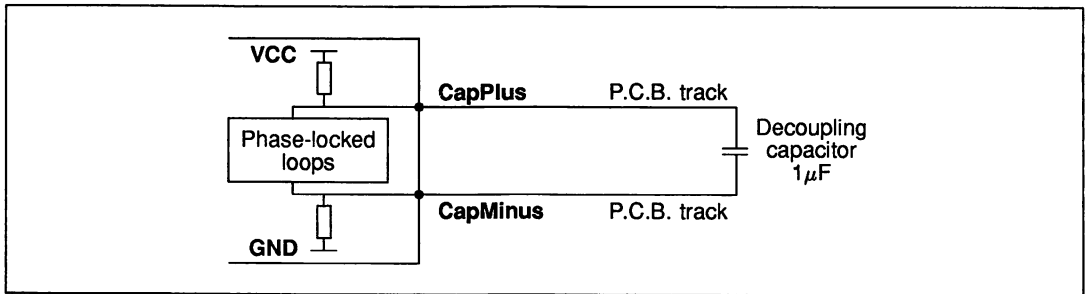 VCC
CapPlus
P.C.B. track
Phase-locked
loops
Decoupling
capacitor
1μF
CapMinus
P.C.B. track
GND